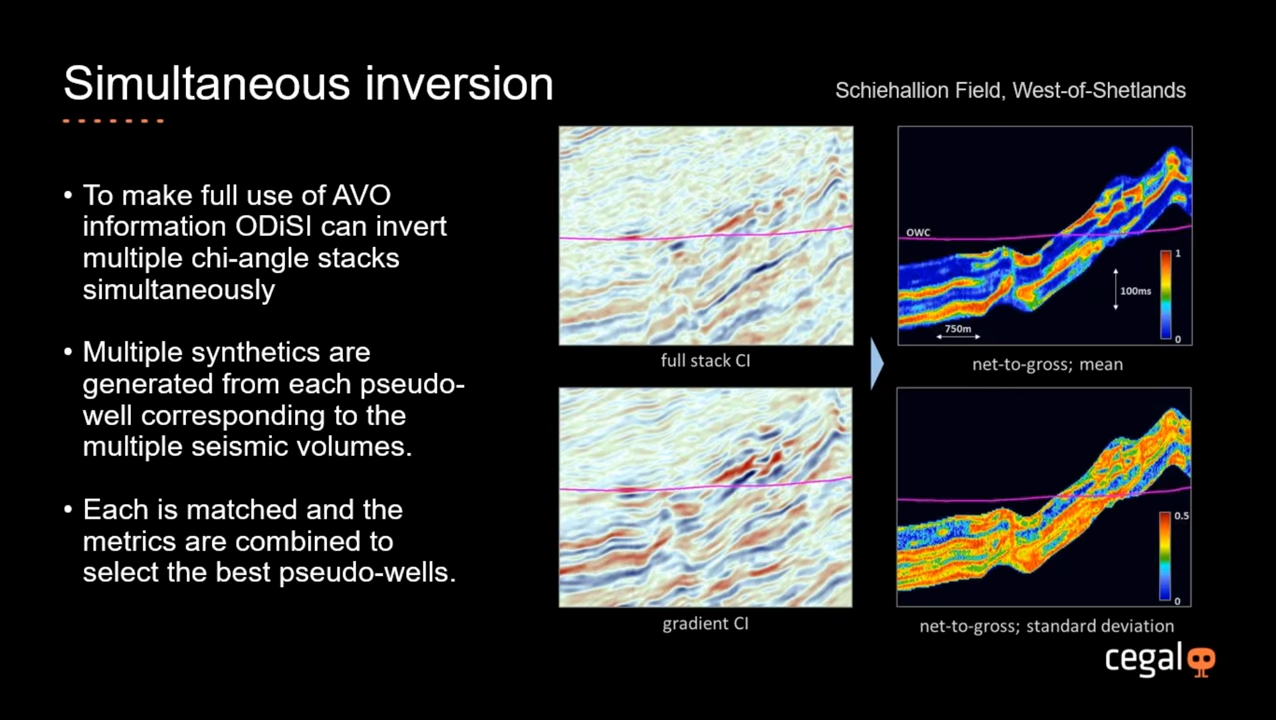 Simultaneous inversion
Schiehallion Field, West-of-Shetlands
• To make full use of AVO
information ODiSI can invert
multiple chi-angle stacks
simultaneously
• Multiple synthetics are
generated from each pseudo-
well corresponding to the
multiple seismic volumes.
• Each is matched and the
metrics are combined to
select the best pseudo-wells.
full stack CI
OWC
1
100ms
750m
0
net-to-gross; mean
gradient CI
0.5
0
net-to-gross; standard deviation
cegal